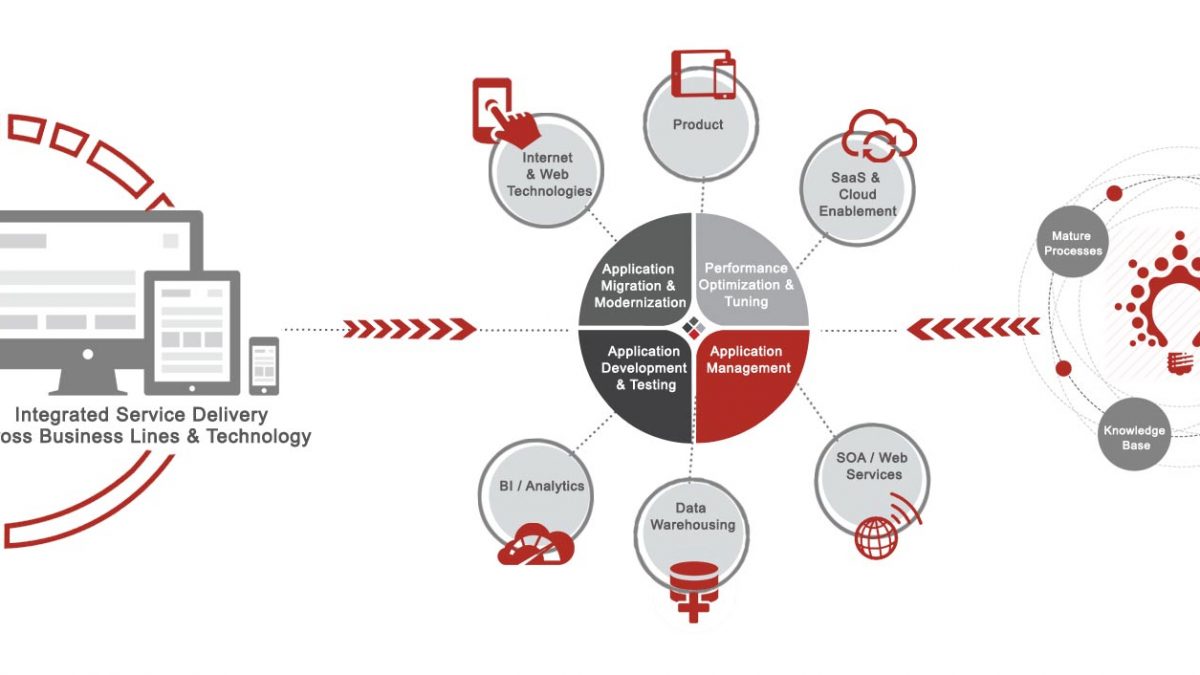 Product
Internet
& Web
Technologies
SaaS &
Cloud
Enablement
Application
Migration &
Modernization
Performance
Optimization &
Tuning
Application
Development
& Testing
Application
Management
Integrated Service Delivery
Business Lines & Technology
BI / Analytics
Data
Warehousing
SOA / Web
Services
Mature
Processes
Knowledge
Base